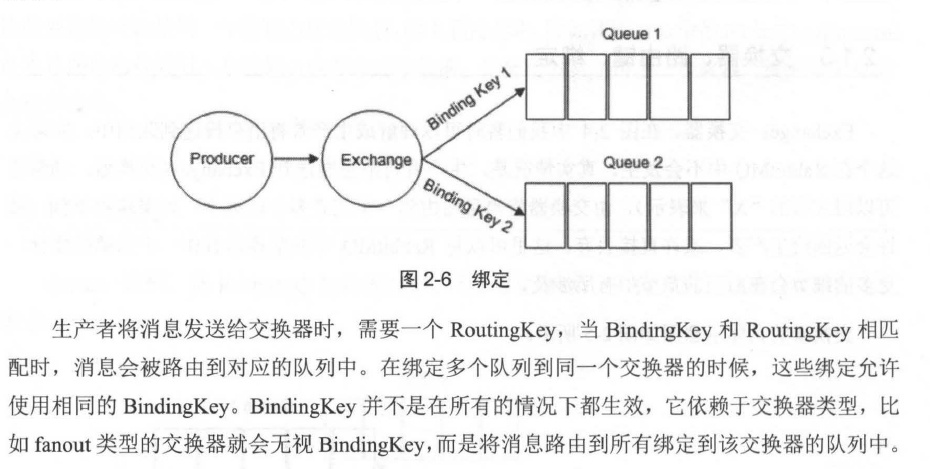 Queue 1
Binding Key 1
Producer
Exchange
Queue 2
Binding Key 2
图 2-6 绑定
生产者将消息发送给交换器时，需要一个 RoutingKey，当 BindingKey 和 RoutingKey 相匹
配时，消息会被路由到对应的队列中。在绑定多个队列到同一个交换器的时候，这些绑定允许
使用相同的 BindingKey。BindingKey 并不是在所有的情况下都生效，它依赖于交换器类型，比
如 fanout 类型的交换器就会无视 BindingKey，而是将消息路由到所有绑定到该交换器的队列中。